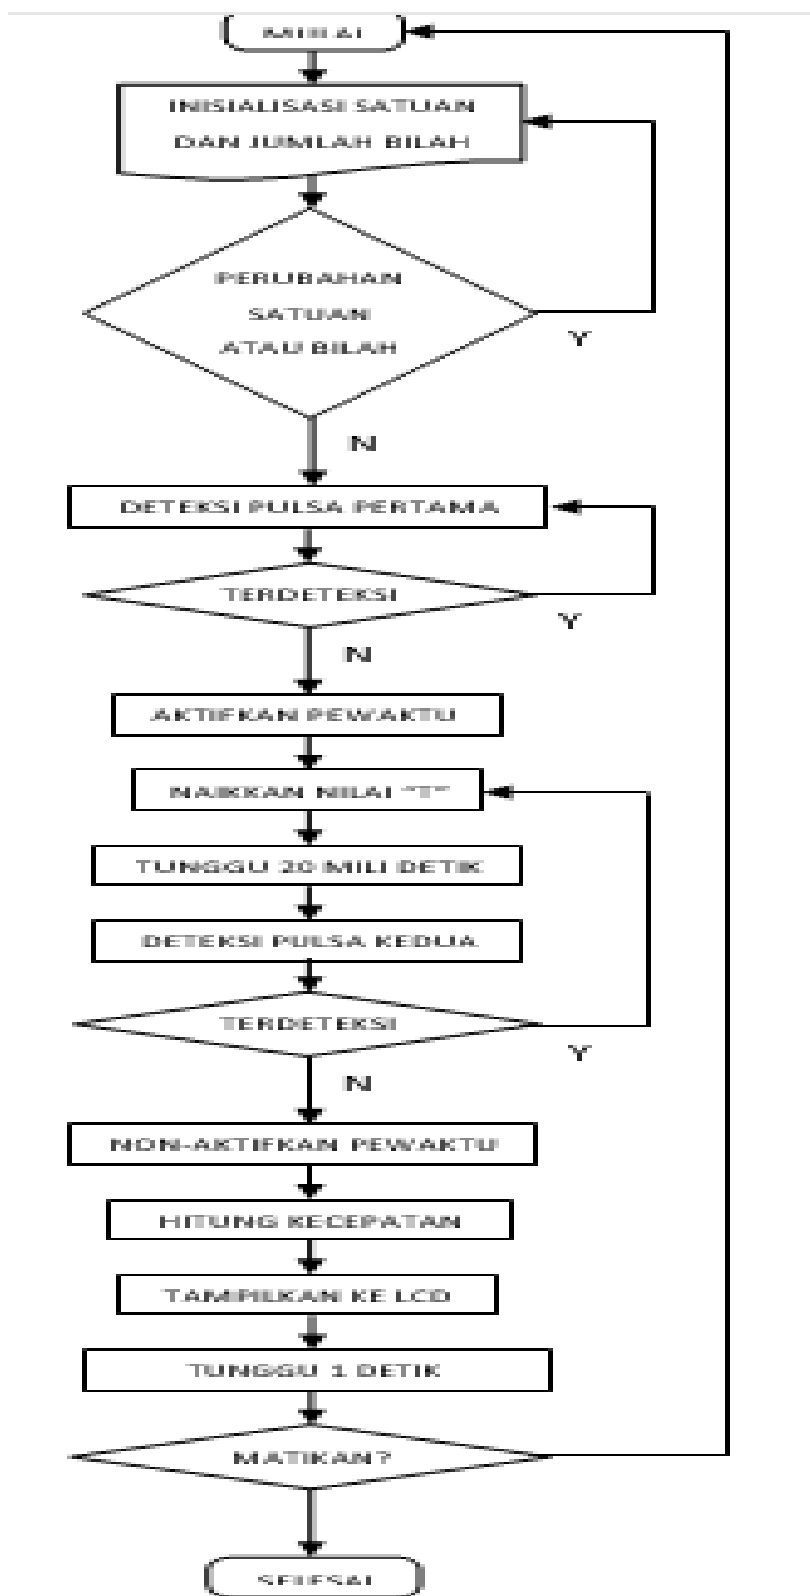 MULAI
INISIALISASI SATUAN
DAN JUMLAH BILAH
PERUBAHAN
SATUAN
ATAU BILAH
Y
N
DETEKSI PULSA PERTAMA
TERDETEKSI
Y
N
AKTIFKAN PEWAKTU
NAIKKAN NILAI "T"
TUNGGU 20 MILI DETIK
DETEKSI PULSA KEDUA
TERDETEKSI
Y
N
NON-AKTIFKAN PEWAKTU
HITUNG KECEPATAN
TAMPILKAN KE LCD
TUNGGU 1 DETIK
MATIKAN?
SELESAI